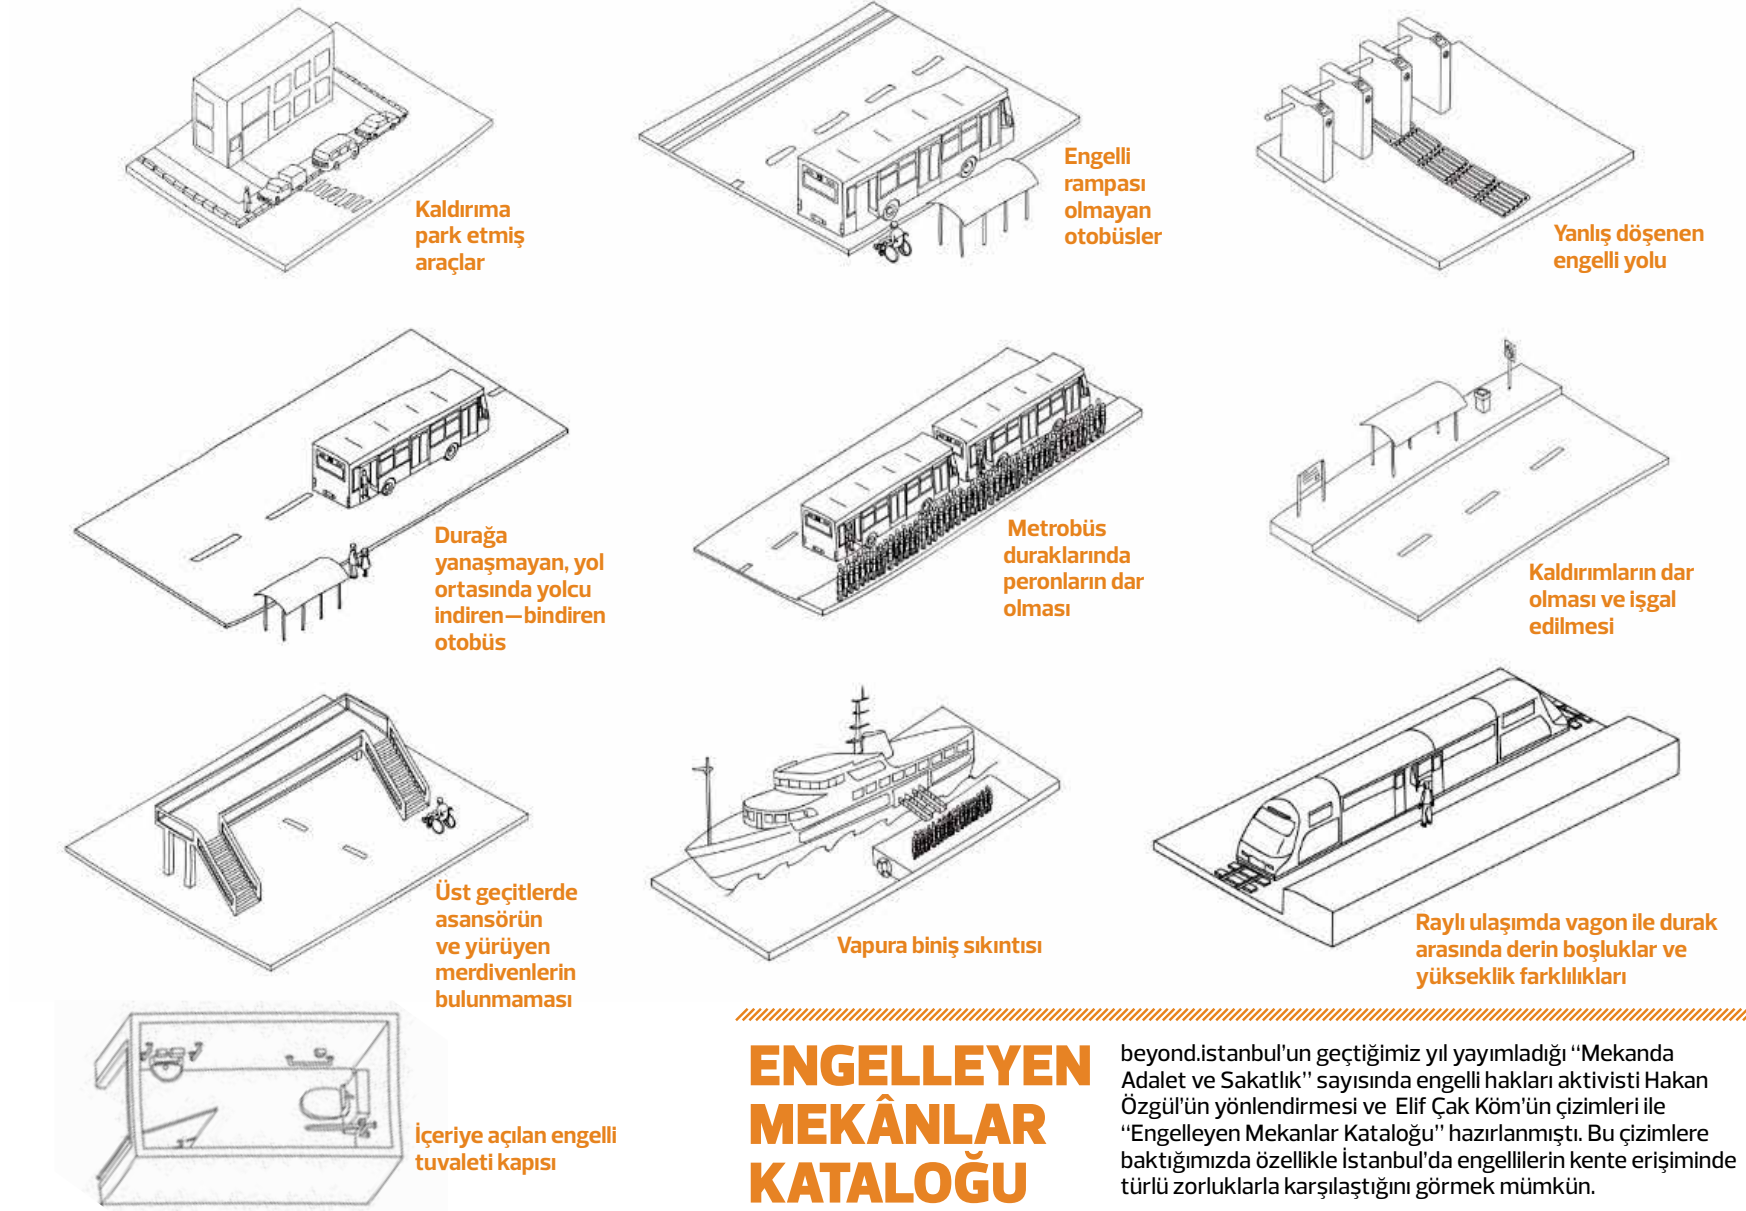 Kaldırıma
park etmiş
araçlar
Engelli
rampası
olmayan
otobüsler
Yanlış döşenen
engelli yolu
Durağa
yanaşmayan, yol
ortasında yolcu
indiren—bindiren
otobüs
Metrobüs
duraklarında
peronların dar
olması
Kaldırımların dar
olması ve işgal
edilmesi
Üst geçitlerde
asansörün
ve yürüyen
merdivenlerin
bulunmaması
Vapura biniş sıkıntısı
Raylı ulaşımda vagon ile durak
arasında derin boşluklar ve
yükseklik farklılıkları
İçeriye açılan engelli
tuvaleti kapısı
ENGELLEYEN
MEKÂNLAR
KATALOĞU
beyond.istanbul’un geçtiğimiz yıl yayımladığı “Mekanda
Adalet ve Sakatlık” sayısında engelli hakları aktivisti Hakan
Özgül’ün yönlendirmesi ve Elif Çak Köm’ün çizimleri ile
“Engelleyen Mekanlar Kataloğu” hazırlanmıştı. Bu çizimlere
baktığımızda özellikle İstanbul’da engellilerin kente erişiminde
türlü zorluklarla karşılaştığını görmek mümkün.